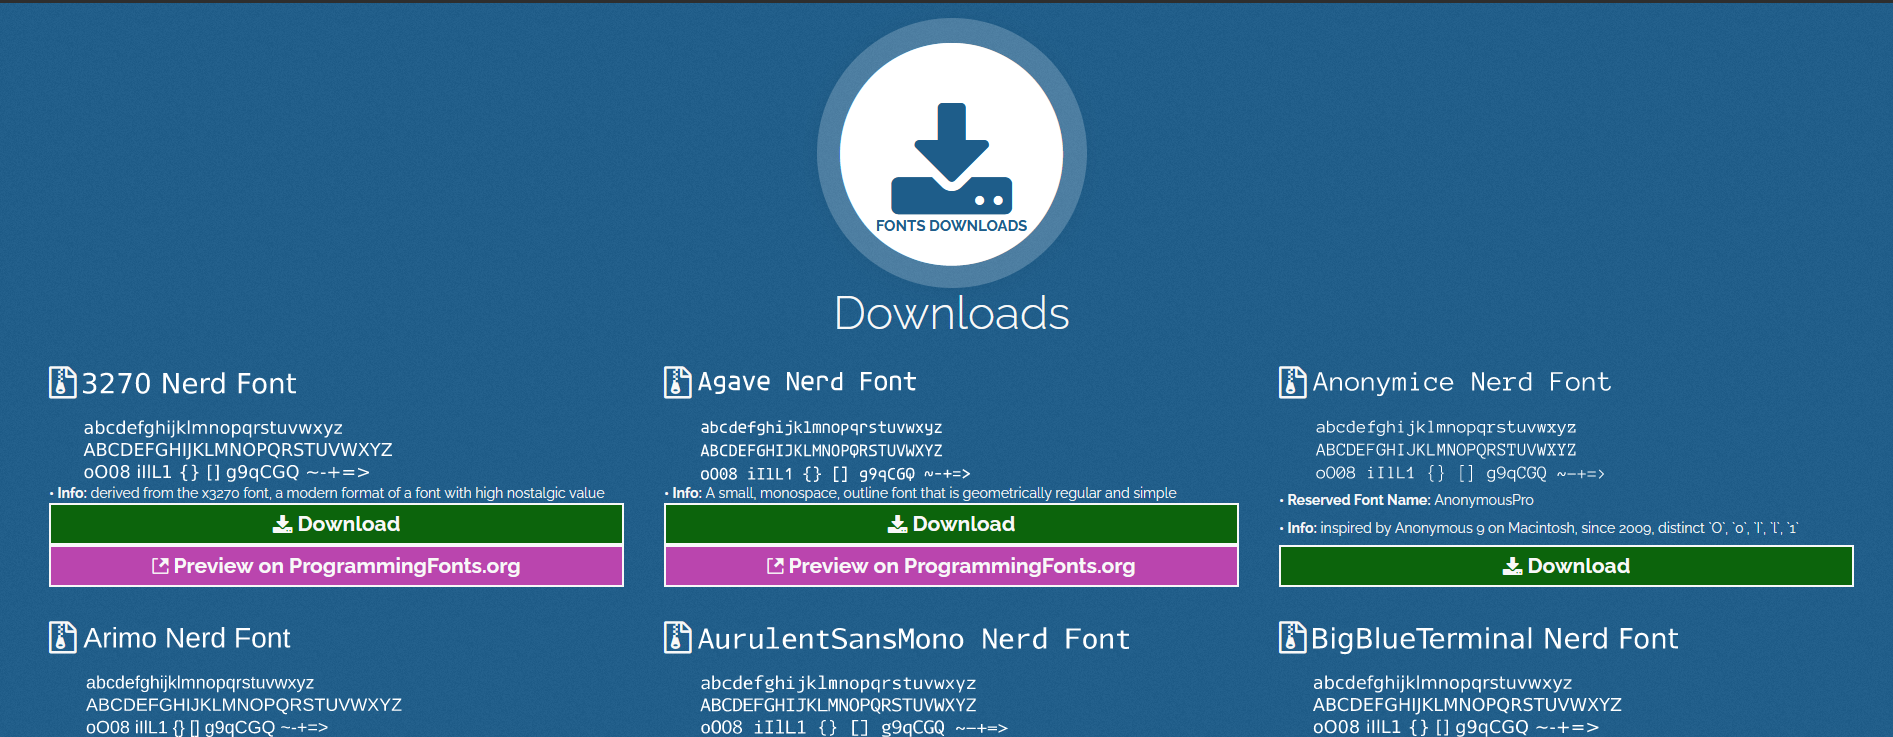 FONTS DOWNLOADS
Downloads
3270 Nerd Font
abcdefghijklmnopqrstuvwxyz
ABCDEFGHIJKLMNOPQRSTUVWXYZ
oO08 iIlL1 {} [] g9qCGQ ~-+=>
• Info: derived from the x3270 font, a modern format of a font with high nostalgic value
Download
Preview on ProgrammingFonts.org
Agave Nerd Font
abcdefghijklmnopqrstuvwxyz
ABCDEFGHIJKLMNOPQRSTUVWXYZ
oO08 iIlL1 {} [] g9qCGQ ~-+=>
• Info: A small, monospace, outline font that is geometrically regular and simple
Download
Preview on ProgrammingFonts.org
Anonymice Nerd Font
abcdefghijklmnopqrstuvwxyz
ABCDEFGHIJKLMNOPQRSTUVWXYZ
oO08 iIlL1 {} [] g9qCGQ ~-+=>
• Reserved Font Name: AnonymousPro
• Info: inspired by Anonymous 9 on Macintosh, since 2009, distinct `O`, `0`, `I`, `l`, `1`
Download
Arimo Nerd Font
abcdefghijklmnopqrstuvwxyz
ABCDEFGHIJKLMNOPQRSTUVWXYZ
oO08 iIlL1 {} [] g9qCGQ ~-+=>
AurulentSansMono Nerd Font
abcdefghijklmnopqrstuvwxyz
ABCDEFGHIJKLMNOPQRSTUVWXYZ
oO08 iIlL1 {} [] g9qCGQ ~-+=>
BigBlueTerminal Nerd Font
abcdefghijklmnopqrstuvwxyz
ABCDEFGHIJKLMNOPQRSTUVWXYZ
oO08 iIlL1 {} [] g9qCGQ ~-+=>